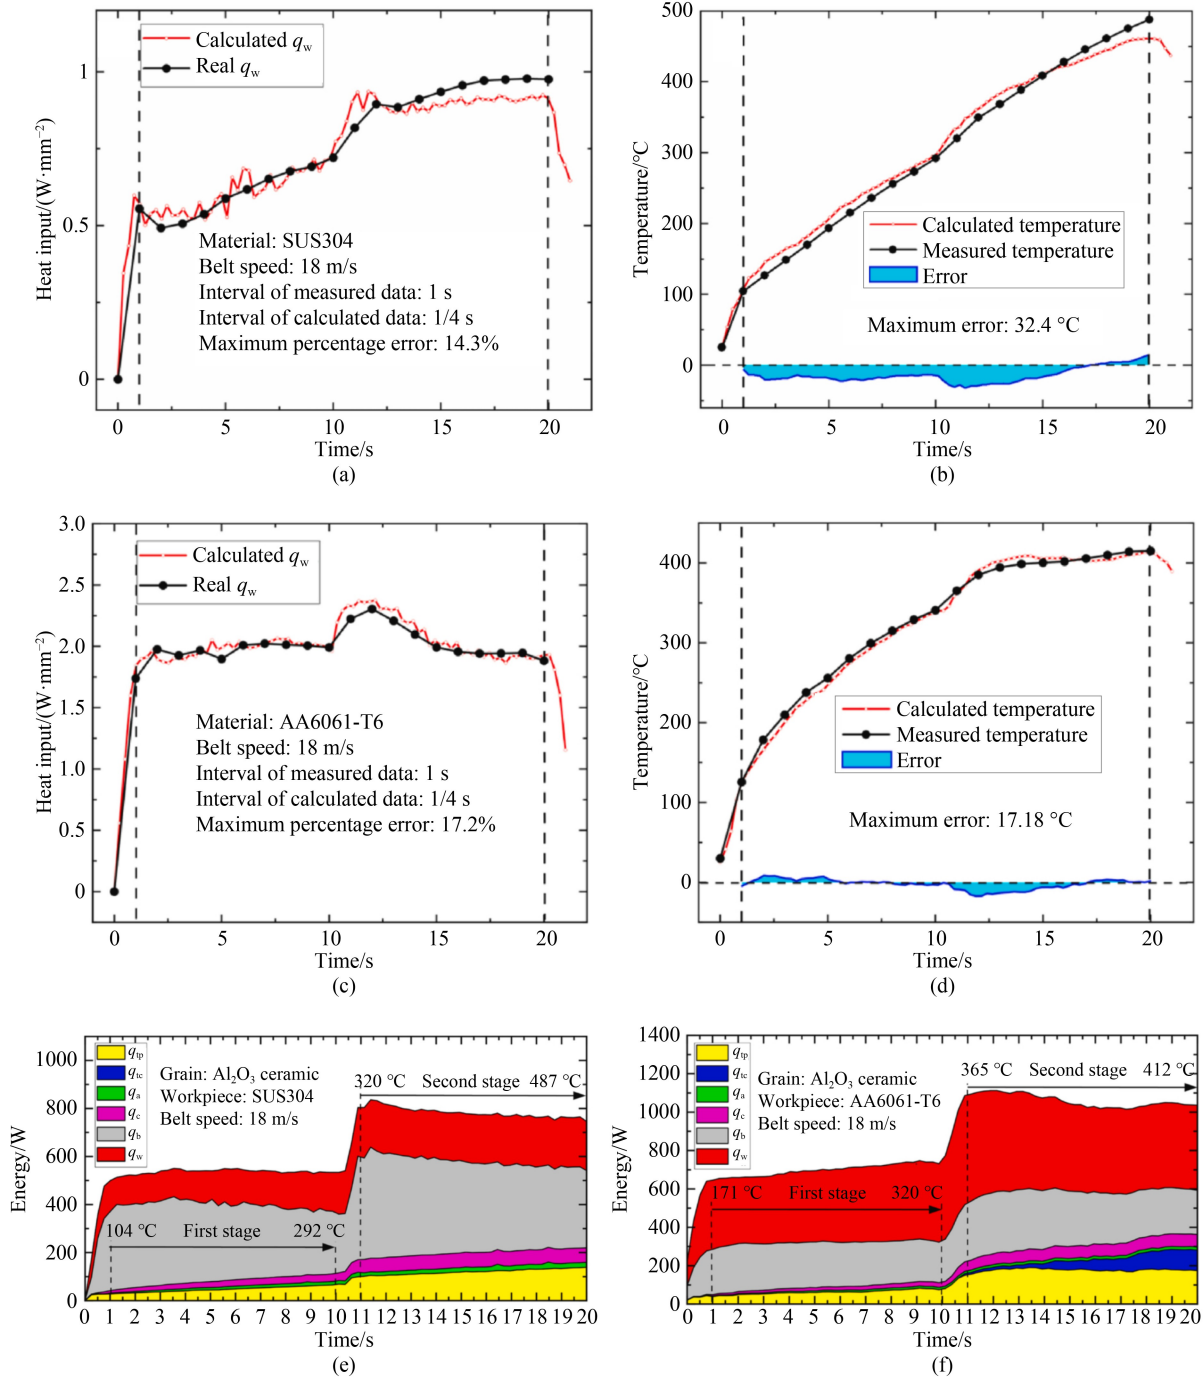 Calculated qw
Real qw
Heat input/(W·mm−2)
1
0.5
0
Material: SUS304
Belt speed: 18 m/s
Interval of measured data: 1 s
Interval of calculated data: 1/4 s
Maximum percentage error: 14.3%
0 5 10 15 20
Time/s
(a)
Temperature/°C
500
400
300
200
100
0
Calculated temperature
Measured temperature
Error
Maximum error: 32.4 °C
0 5 10 15 20
Time/s
(b)
Heat input/(W·mm−2)
3.0
2.5
2.0
1.5
1.0
0.5
0
Calculated qw
Real qw
Material: AA6061-T6
Belt speed: 18 m/s
Interval of measured data: 1 s
Interval of calculated data: 1/4 s
Maximum percentage error: 17.2%
0 5 10 15 20
Time/s
(c)
Temperature/°C
400
300
200
100
0
Calculated temperature
Measured temperature
Error
Maximum error: 17.18 °C
0 5 10 15 20
Time/s
(d)
Energy/W
1000
800
600
400
200
0
qtp
qtc
qa
qc
qb
qw
Grain: Al2O3 ceramic
Workpiece: SUS304
Belt speed: 18 m/s
320 °C Second stage 487 °C
104 °C First stage 292 °C
1 2 3 4 5 6 7 8 9 10 11 12 13 14 15 16 17 18 19 20
Time/s
(e)
Energy/W
1400
1200
1000
800
600
400
200
0
qtp
qtc
qa
qc
qb
qw
Grain: Al2O3 ceramic
Workpiece: AA6061-T6
Belt speed: 18 m/s
365 °C Second stage 412 °C
171 °C First stage 320 °C
0 1 2 3 4 5 6 7 8 9 10 11 12 13 14 15 16 17 18 19 20
Time/s
(f)